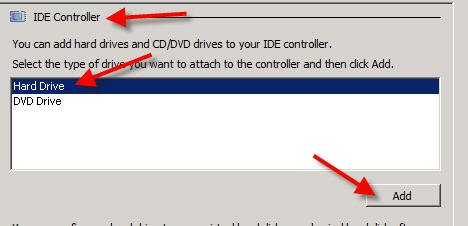 IDE Controller
You can add hard drives and CD/DVD drives to your IDE controller.
Select the type of drive you want to attach to the controller and then click Add.
Hard Drive
DVD Drive
Add